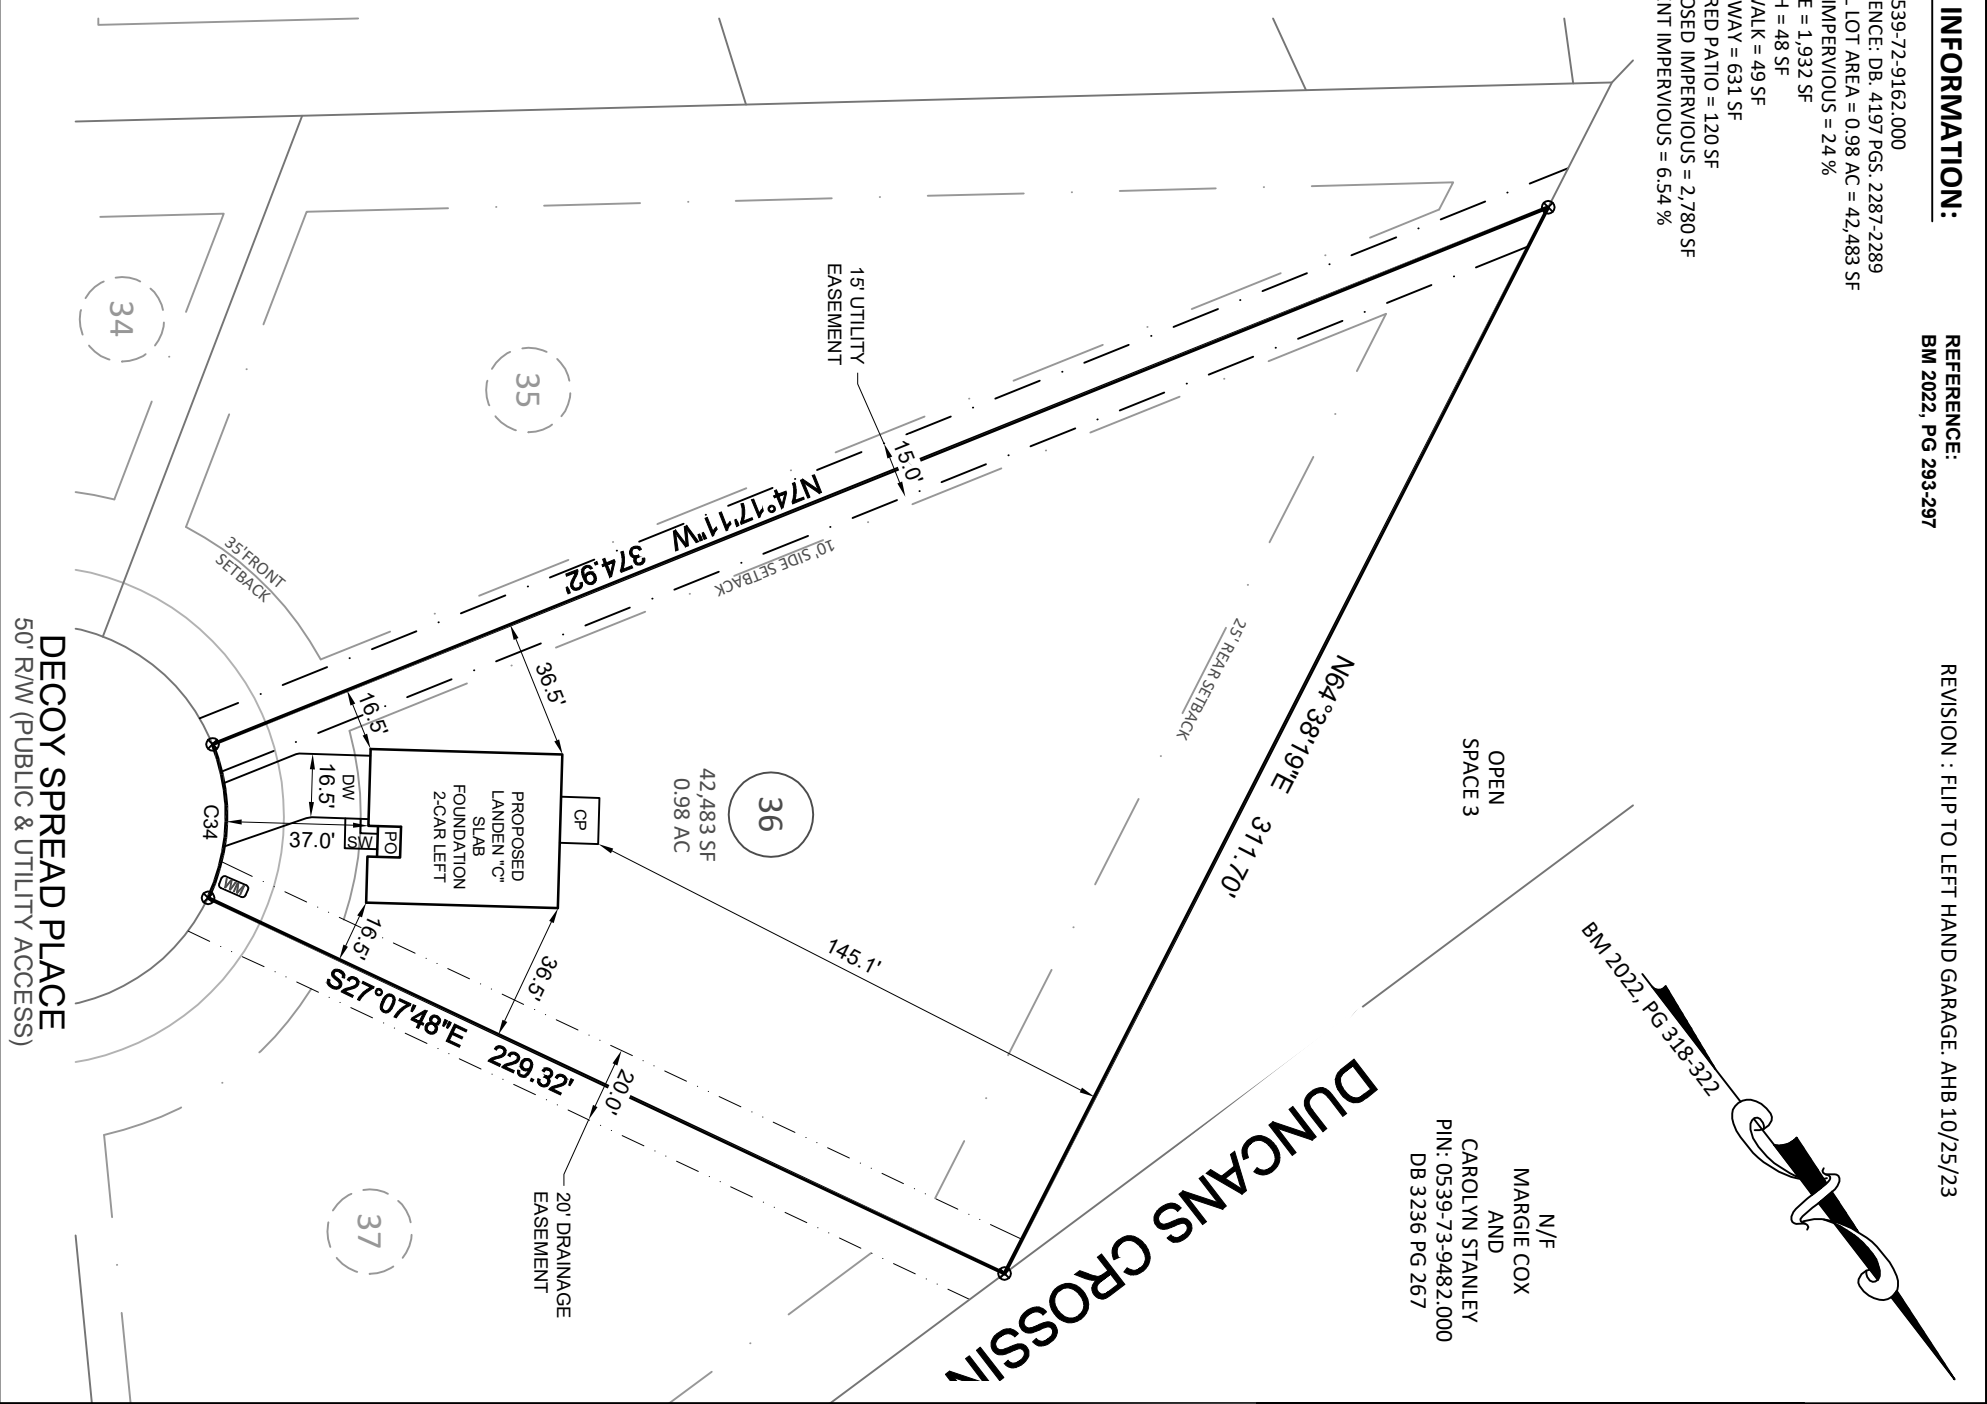 INFORMATION:
539-72-9162.000
ENCE: DB. 4197 PGS. 2287-2289
LOT AREA = 0.98 AC = 42,483 SF
IMPERVIOUS = 24 %
E = 1,932 SF
H = 48 SF
VALK = 49 SF
WAY = 631 SF
RED PATIO = 120 SF
OSED IMPERVIOUS = 2,780 SF
NT IMPERVIOUS = 6.54 %
REFERENCE:
BM 2022, PG 293-297
REVISION : FLIP TO LEFT HAND GARAGE. AHB 10/25/23
BM 2022, PG 318-322
N/F
MARGIE COX
AND
CAROLYN STANLEY
PIN: 0539-73-9482.000
DB 3236 PG 267
OPEN
SPACE 3
DUNCANS CROSSIN
N64°38'19"E 311.70'
25' REAR SETBACK
15' UTILITY
EASEMENT
15.0'
N74°17'11"W 374.92'
10' SIDE SETBACK
36
42,483 SF
0.98 AC
145.1'
36.5'
16.5'
CP
PROPOSED
LANDEN "C"
SLAB
FOUNDATION
2-CAR LEFT
PO
SW
DW
16.5'
37.0'
C34
WM
16.5'
36.5'
S27°07'48"E 229.32'
20.0'
20' DRAINAGE
EASEMENT
35
34
37
35' FRONT
SETBACK
DECOY SPREAD PLACE
50' R/W (PUBLIC & UTILITY ACCESS)